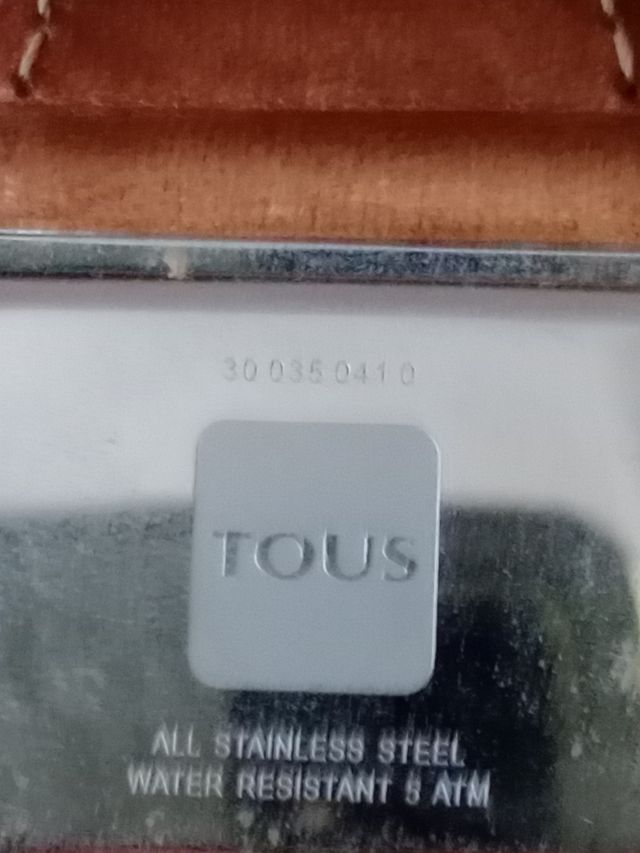 30 035 041 0
TOUS
ALL STAINLESS STEEL
WATER RESISTANT 5 ATM